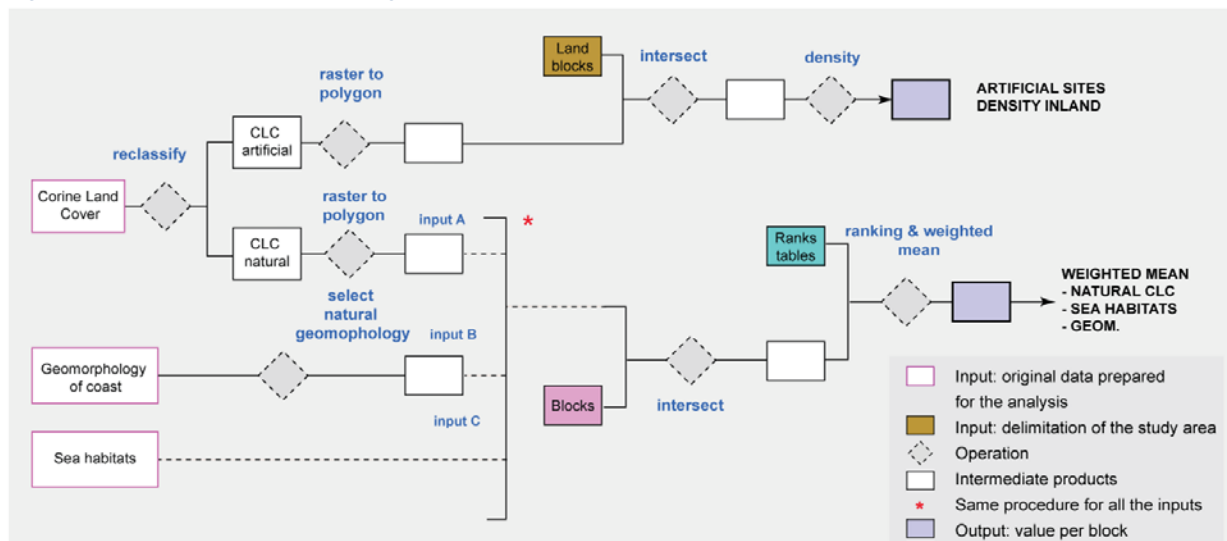 Land
blocks
intersect
density
raster to
polygon
ARTIFICIAL SITES
DENSITY INLAND
CLC
artificial
reclassify
Corine Land
Cover
raster to
polygon
input A
*
CLC
natural
Ranks
tables
ranking & weighted
mean
WEIGHTED MEAN
- NATURAL CLC
- SEA HABITATS
- GEOM.
select
natural
geomophology
input B
Geomorphology
of coast
Blocks
intersect
input C
Sea habitats
Input: original data prepared
for the analysis
Input: delimitation of the study area
Operation
Intermediate products
* Same procedure for all the inputs
Output: value per block